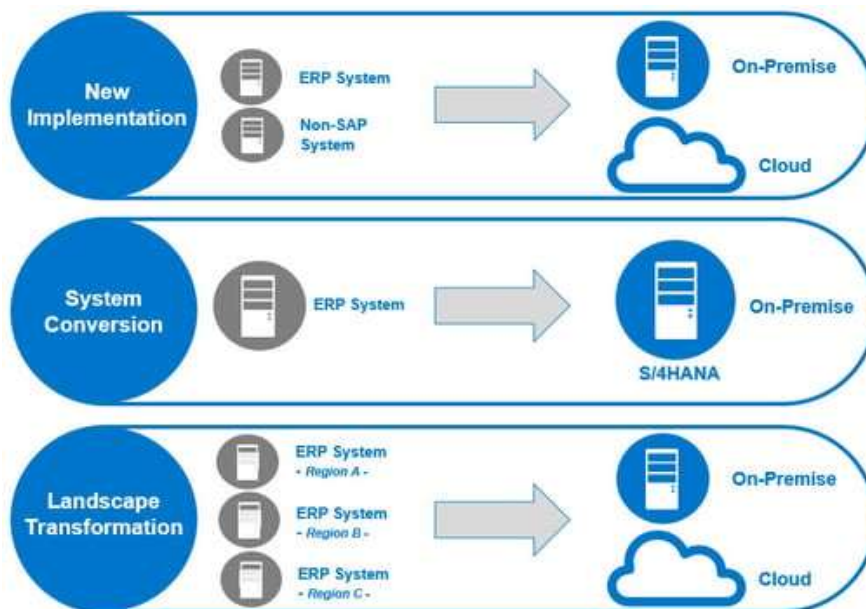 New
Implementation
ERP System
Non-SAP
System
On-Premise
Cloud
System
Conversion
ERP System
On-Premise
S/4HANA
Landscape
Transformation
ERP System
- Region A -
ERP System
- Region B -
ERP System
- Region C -
On-Premise
Cloud